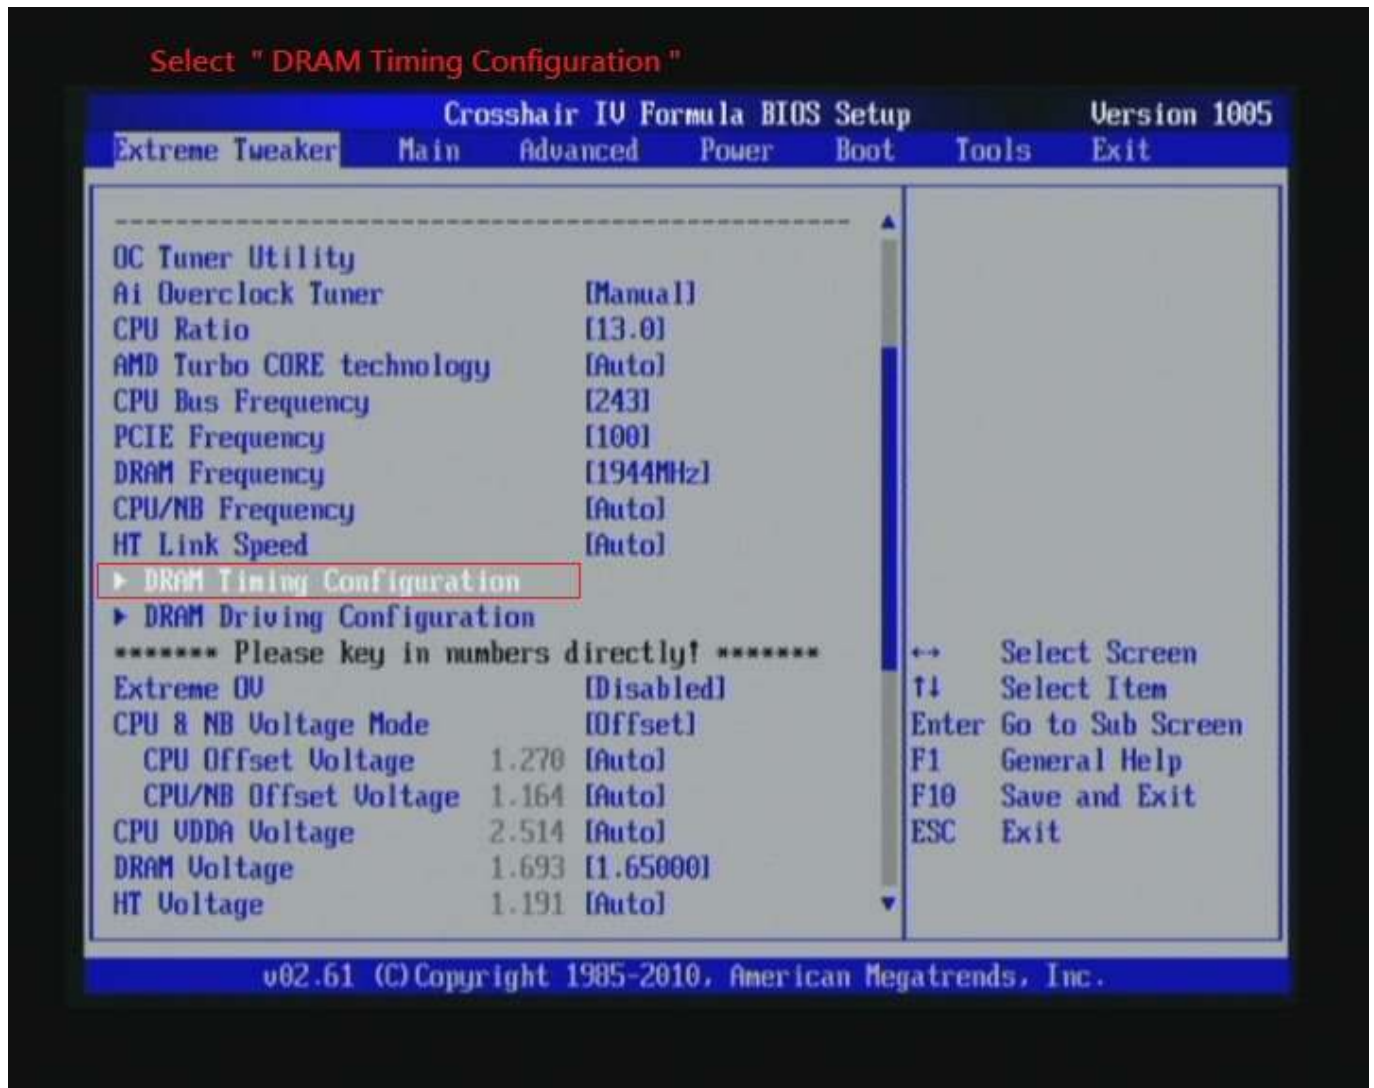 Select " DRAM Timing Configuration "
Crosshair IV Formula BIOS Setup Version 1005
Extreme Tweaker Main Advanced Power Boot Tools Exit
--------------------------------------------------
OC Tuner Utility
Ai Overclock Tuner [Manual]
CPU Ratio [13.0]
AMD Turbo CORE technology [Auto]
CPU Bus Frequency [243]
PCIE Frequency [100]
DRAM Frequency [1944MHz]
CPU/NB Frequency [Auto]
HT Link Speed [Auto]
▶ DRAM Timing Configuration
▶ DRAM Driving Configuration
******* Please key in numbers directly! *******
Extreme OV [Disabled]
CPU & NB Voltage Mode [Offset]
CPU Offset Voltage 1.270 [Auto]
CPU/NB Offset Voltage 1.164 [Auto]
CPU VDDA Voltage 2.514 [Auto]
DRAM Voltage 1.693 [1.65000]
HT Voltage 1.191 [Auto]
↔ Select Screen
↑↓ Select Item
Enter Go to Sub Screen
F1 General Help
F10 Save and Exit
ESC Exit
v02.61 (C)Copyright 1985-2010, American Megatrends, Inc.